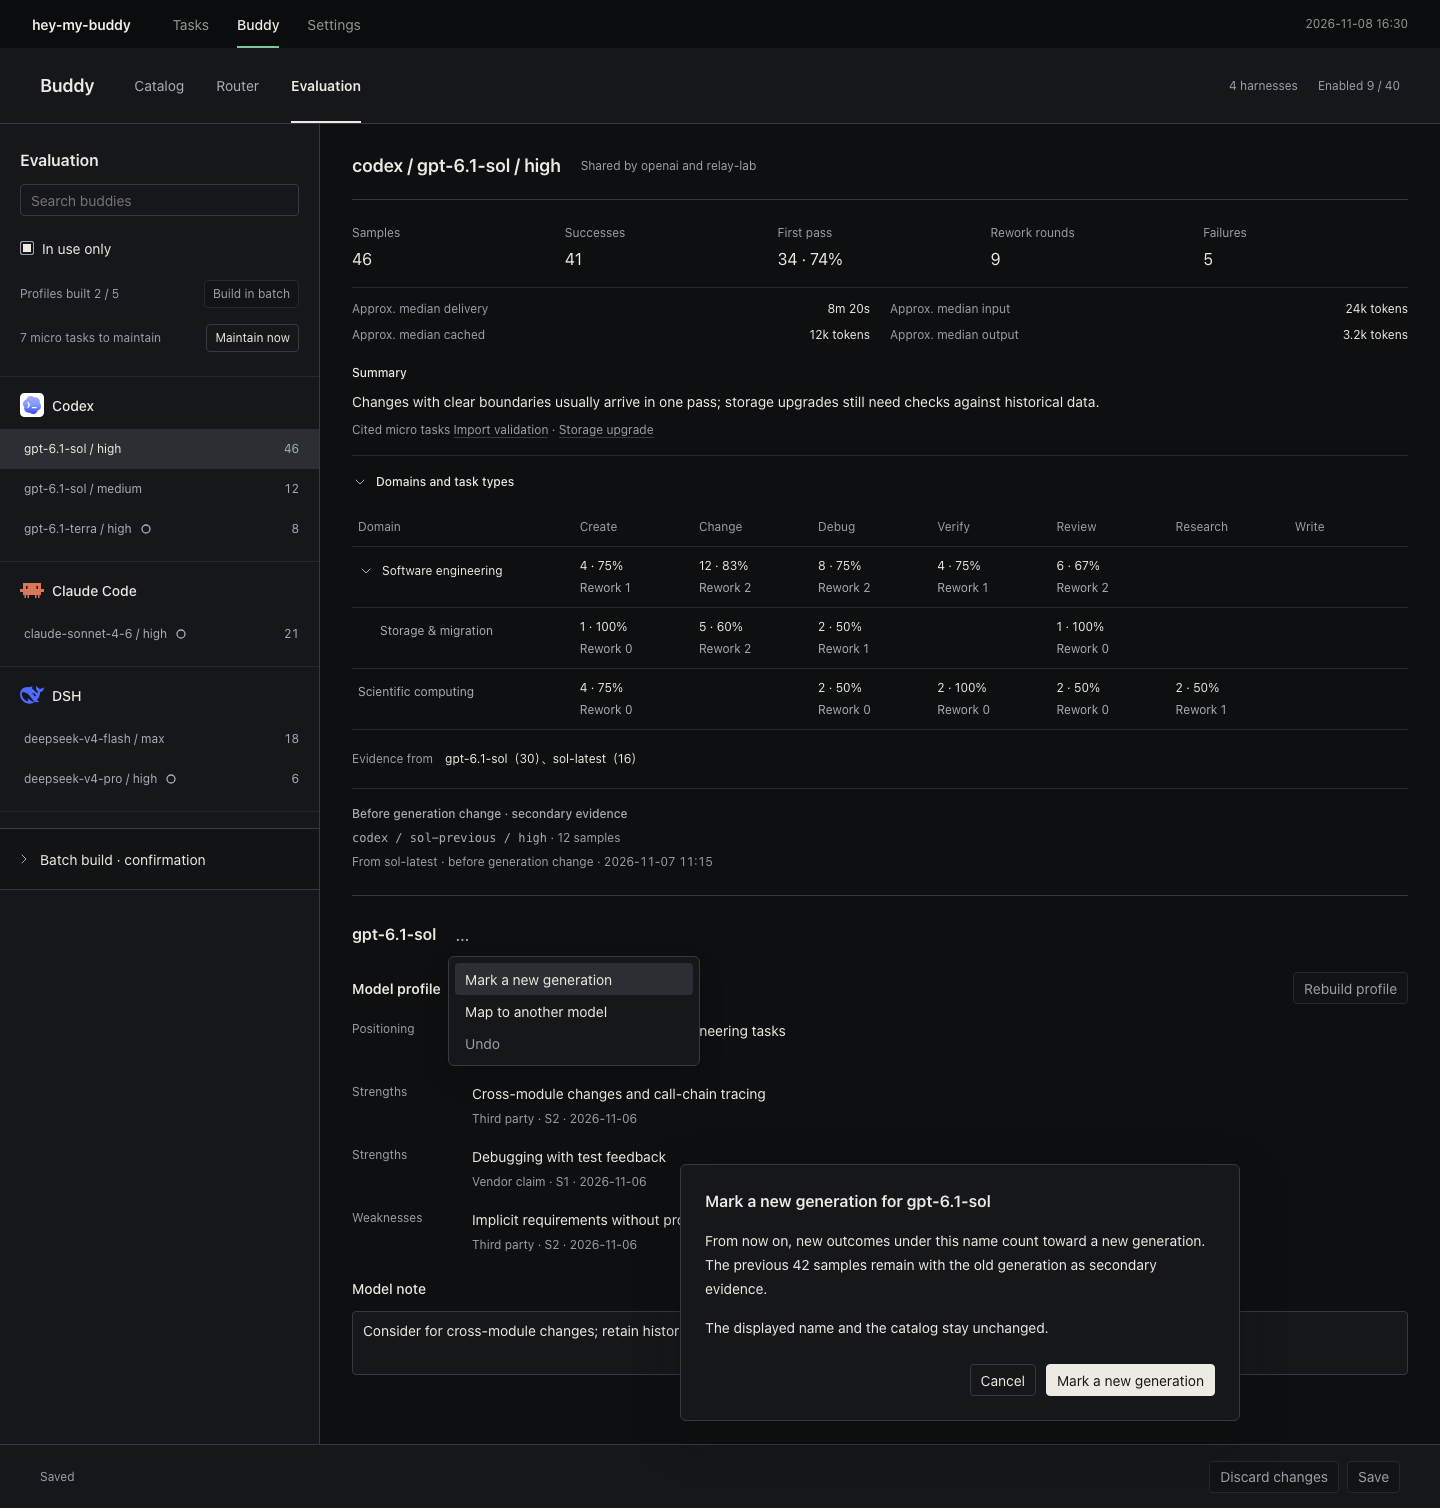 hey-my-buddy Tasks Buddy Settings 2026-11-08 16:30
Buddy Catalog Router Evaluation 4 harnesses Enabled 9 / 40
Evaluation
Search buddies
In use only
Profiles built 2 / 5 Build in batch
7 micro tasks to maintain Maintain now
Codex
gpt-6.1-sol / high 46
gpt-6.1-sol / medium 12
gpt-6.1-terra / high 8
Claude Code
claude-sonnet-4-6 / high 21
DSH
deepseek-v4-flash / max 18
deepseek-v4-pro / high 6
Batch build · confirmation
codex / gpt-6.1-sol / high Shared by openai and relay-lab
Samples Successes First pass Rework rounds Failures
46 41 34 · 74% 9 5
Approx. median delivery 8m 20s Approx. median input 24k tokens
Approx. median cached 12k tokens Approx. median output 3.2k tokens
Summary
Changes with clear boundaries usually arrive in one pass; storage upgrades still need checks against historical data.
Cited micro tasks Import validation · Storage upgrade
Domains and task types
Domain Create Change Debug Verify Review Research Write
Software engineering 4 · 75% 12 · 83% 8 · 75% 4 · 75% 6 · 67%
Rework 1 Rework 2 Rework 2 Rework 1 Rework 2
Storage & migration 1 · 100% 5 · 60% 2 · 50% 1 · 100%
Rework 0 Rework 2 Rework 1 Rework 0
Scientific computing 4 · 75% 2 · 50% 2 · 100% 2 · 50% 2 · 50%
Rework 0 Rework 0 Rework 0 Rework 0 Rework 1
Evidence from gpt-6.1-sol (30)、sol-latest (16)
Before generation change · secondary evidence
codex / sol-previous / high · 12 samples
From sol-latest · before generation change · 2026-11-07 11:15
gpt-6.1-sol ...
Mark a new generation
Map to another model
Undo
Model profile Rebuild profile
Positioning neering tasks
Strengths Cross-module changes and call-chain tracing
Third party · S2 · 2026-11-06
Strengths Debugging with test feedback
Vendor claim · S1 · 2026-11-06
Weaknesses Implicit requirements without
Third party · S2 · 2026-11-06
Model note
Consider for cross-module changes; retain
Mark a new generation for gpt-6.1-sol
From now on, new outcomes under this name count toward a new generation.
The previous 42 samples remain with the old generation as secondary
evidence.
The displayed name and the catalog stay unchanged.
Cancel Mark a new generation
Saved Discard changes Save